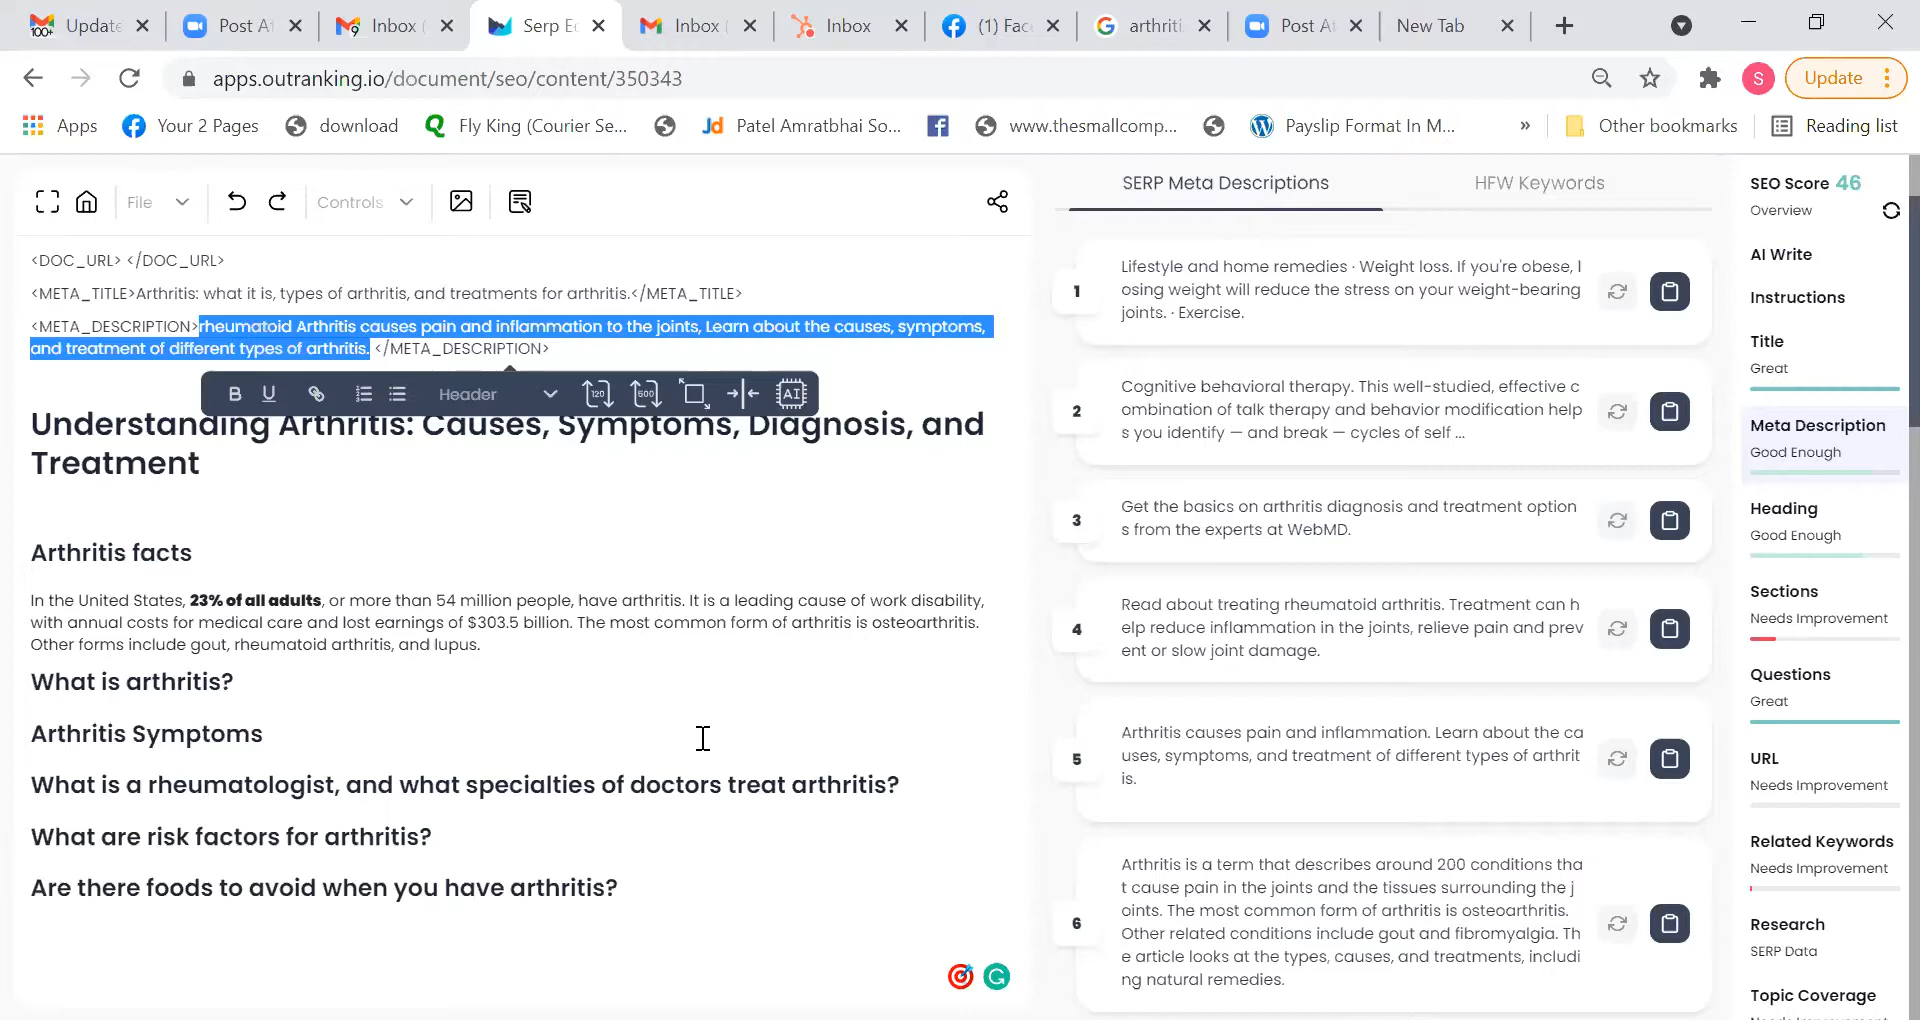 Update
Post A
Inbox
Serp E
Inbox
Inbox
(1) Fac
arthriti
Post A
New Tab
apps.outranking.io/document/seo/content/350343
S
Update
Apps
Your 2 Pages
download
Fly King (Courier Se...
Patel Amratbhai So...
www.thesmallcomp...
Payslip Format In M...
»
Other bookmarks
Reading list
File
Controls
<DOC_URL> </DOC_URL>
<META_TITLE>Arthritis: what it is, types of arthritis, and treatments for arthritis.</META_TITLE>
<META_DESCRIPTION>rheumatoid Arthritis causes pain and inflammation to the joints, Learn about the causes, symptoms,
and treatment of different types of arthritis. </META_DESCRIPTION>
B U Header 120 500 AI
Understanding Arthritis: Causes, Symptoms, Diagnosis, and
Treatment
Arthritis facts
In the United States, 23% of all adults, or more than 54 million people, have arthritis. It is a leading cause of work disability,
with annual costs for medical care and lost earnings of $303.5 billion. The most common form of arthritis is osteoarthritis.
Other forms include gout, rheumatoid arthritis, and lupus.
What is arthritis?
Arthritis Symptoms
What is a rheumatologist, and what specialties of doctors treat arthritis?
What are risk factors for arthritis?
Are there foods to avoid when you have arthritis?
SERP Meta Descriptions
HFW Keywords
1
Lifestyle and home remedies · Weight loss. If you're obese, l
osing weight will reduce the stress on your weight-bearing
joints. · Exercise.
2
Cognitive behavioral therapy. This well-studied, effective c
ombination of talk therapy and behavior modification help
s you identify — and break — cycles of self ...
3
Get the basics on arthritis diagnosis and treatment option
s from the experts at WebMD.
4
Read about treating rheumatoid arthritis. Treatment can h
elp reduce inflammation in the joints, relieve pain and prev
ent or slow joint damage.
5
Arthritis causes pain and inflammation. Learn about the ca
uses, symptoms, and treatment of different types of arthrit
is.
6
Arthritis is a term that describes around 200 conditions tha
t cause pain in the joints and the tissues surrounding the j
oints. The most common form of arthritis is osteoarthritis.
Other related conditions include gout and fibromyalgia. Th
e article looks at the types, causes, and treatments, includi
ng natural remedies.
SEO Score 46
Overview
AI Write
Instructions
Title
Great
Meta Description
Good Enough
Heading
Good Enough
Sections
Needs Improvement
Questions
Great
URL
Needs Improvement
Related Keywords
Needs Improvement
Research
SERP Data
Topic Coverage